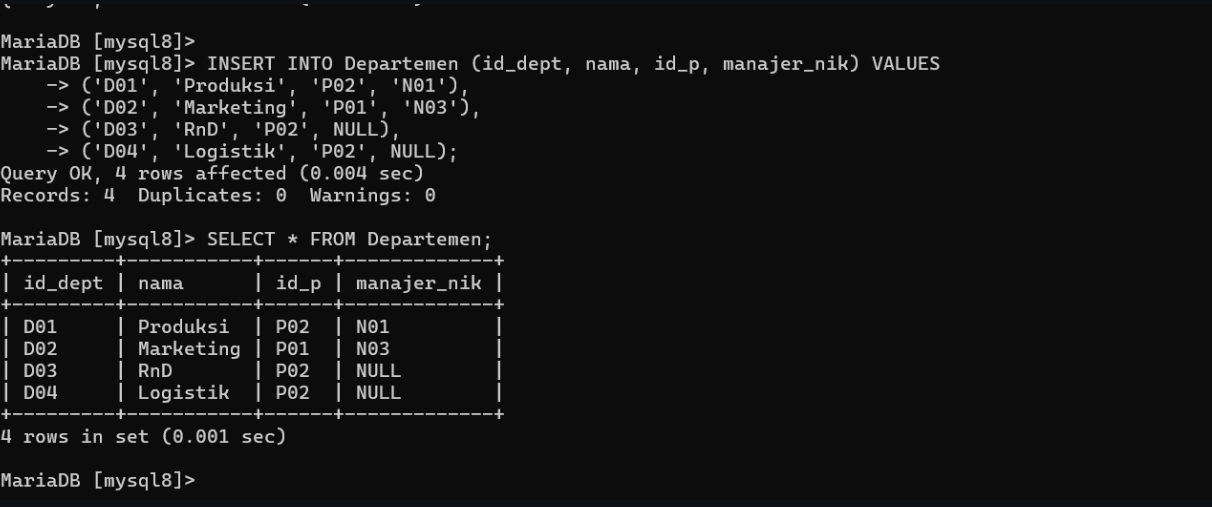 MariaDB [mysql8]>
MariaDB [mysql8]> INSERT INTO Departemen (id_dept, nama, id_p, manajer_nik) VALUES
    -> ('D01', 'Produksi', 'P02', 'N01'),
    -> ('D02', 'Marketing', 'P01', 'N03'),
    -> ('D03', 'RnD', 'P02', NULL),
    -> ('D04', 'Logistik', 'P02', NULL);
Query OK, 4 rows affected (0.004 sec)
Records: 4  Duplicates: 0  Warnings: 0
MariaDB [mysql8]> SELECT * FROM Departemen;
+---------+-----------+------+-------------+
| id_dept | nama      | id_p | manajer_nik |
+---------+-----------+------+-------------+
| D01     | Produksi  | P02  | N01         |
| D02     | Marketing | P01  | N03         |
| D03     | RnD       | P02  | NULL        |
| D04     | Logistik  | P02  | NULL        |
+---------+-----------+------+-------------+
4 rows in set (0.001 sec)
MariaDB [mysql8]>